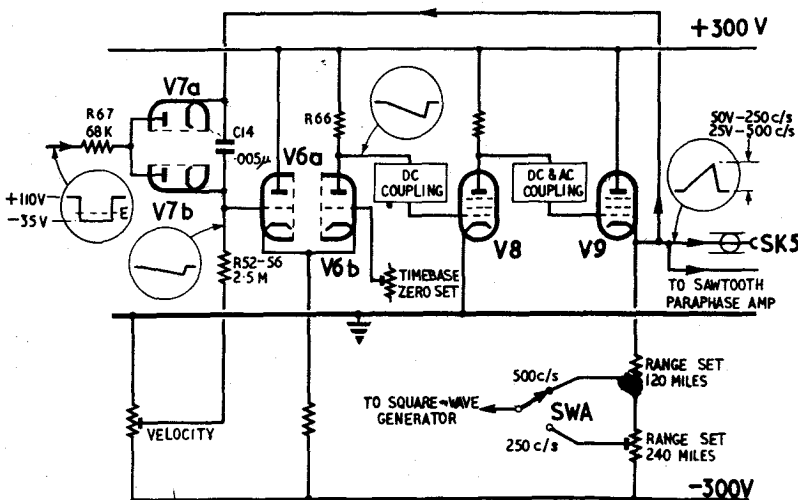 +300V
V7a
R67
68K
C14
.005μ
V7b
+110V
-35V
E
R52-56
2.5M
V6a
V6b
R66
DC
COUPLING
TIMEBASE
ZERO SET
V8
DC & AC
COUPLING
V9
50V-250 c/s
25V-500 c/s
SK5
TO SAWTOOTH
PARAPHASE AMP
VELOCITY
TO SQUARE-WAVE
GENERATOR
500c/s
SWA
250 c/s
RANGE SET
120 MILES
RANGE SET
240 MILES
-300V